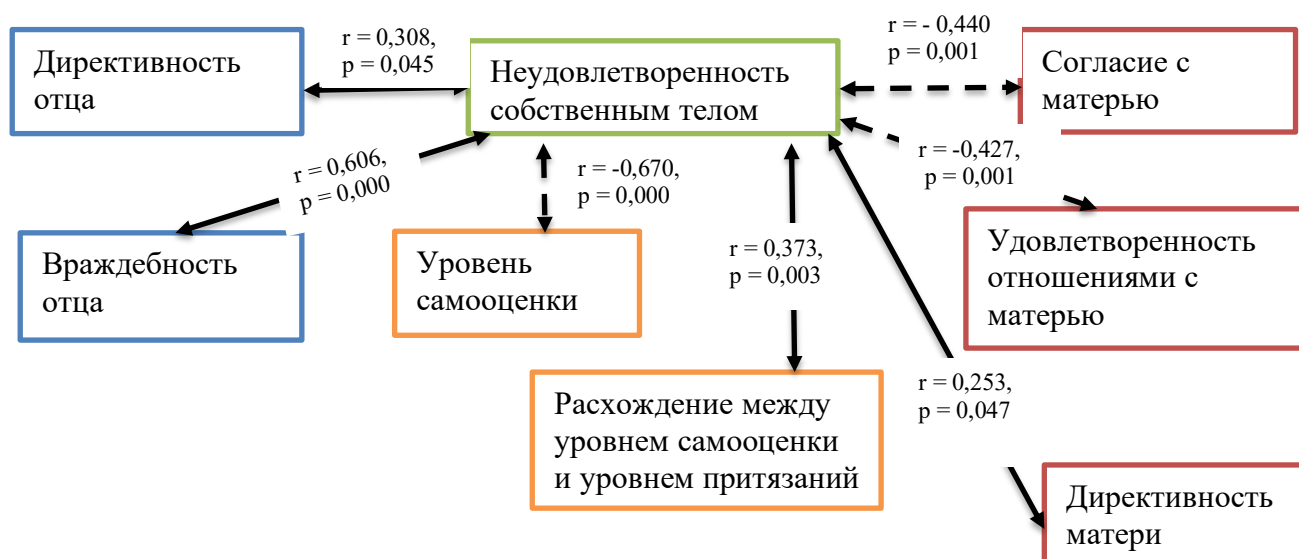 Директивность
отца
r = 0,308,
p = 0,045
Неудовлетворенность
собственным телом
r = - 0,440
p = 0,001
Согласие с
матерью
r = 0,606,
p = 0,000
r = -0,670,
p = 0,000
r = -0,427,
p = 0,001
Враждебность
отца
Уровень
самооценки
r = 0,373,
p = 0,003
Удовлетворенность
отношениями с
матерью
Расхождение между
уровнем самооценки
и уровнем притязаний
r = 0,253,
p = 0,047
Директивность
матери